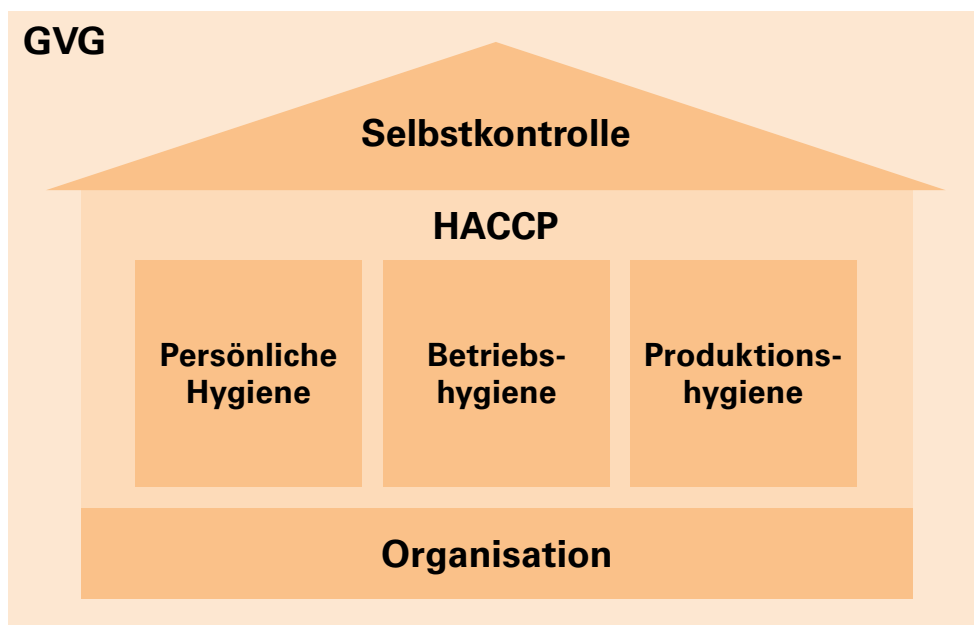 GVG
Selbstkontrolle
HACCP
Persönliche
Hygiene
Betriebs-
hygiene
Produktions-
hygiene
Organisation